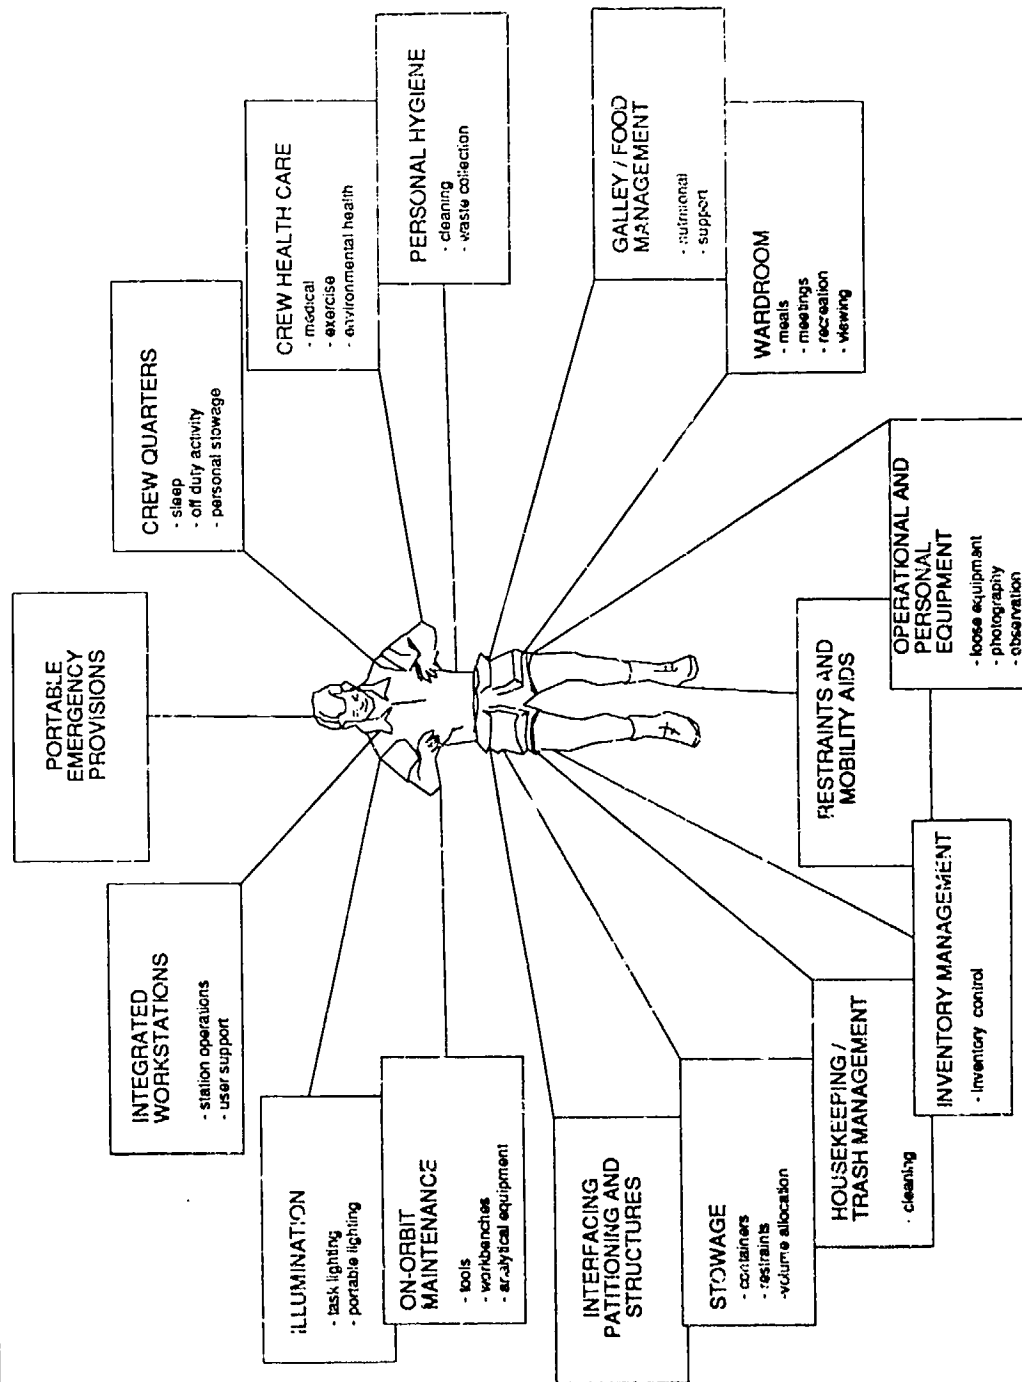 PORTABLE
EMERGENCY
PROVISIONS
CREW QUARTERS
- sleep
- off duty activity
- personal stowage
CREW HEALTH CARE
- medical
- exercise
- environmental health
PERSONAL HYGIENE
- cleaning
- waste collection
GALLEY / FOOD
MANAGEMENT
- nutritional
- support
WARDROOM
- meals
- meetings
- recreation
- viewing
OPERATIONAL AND
PERSONAL
EQUIPMENT
- loose equipment
- photography
- observation
RESTRAINTS AND
MOBILITY AIDS
INVENTORY MANAGEMENT
- Inventory control
HOUSEKEEPING /
TRASH MANAGEMENT
- cleaning
STOWAGE
- containers
- restraints
-volume allocation
INTERFACING
PATITIONING AND
STRUCTURES
ON-ORBIT
MAINTENANCE
- tools
- workbenches
- analytical equipment
ILLUMINATION
- task lighting
- portable lighting
INTEGRATED
WORKSTATIONS
- station operations
- user support